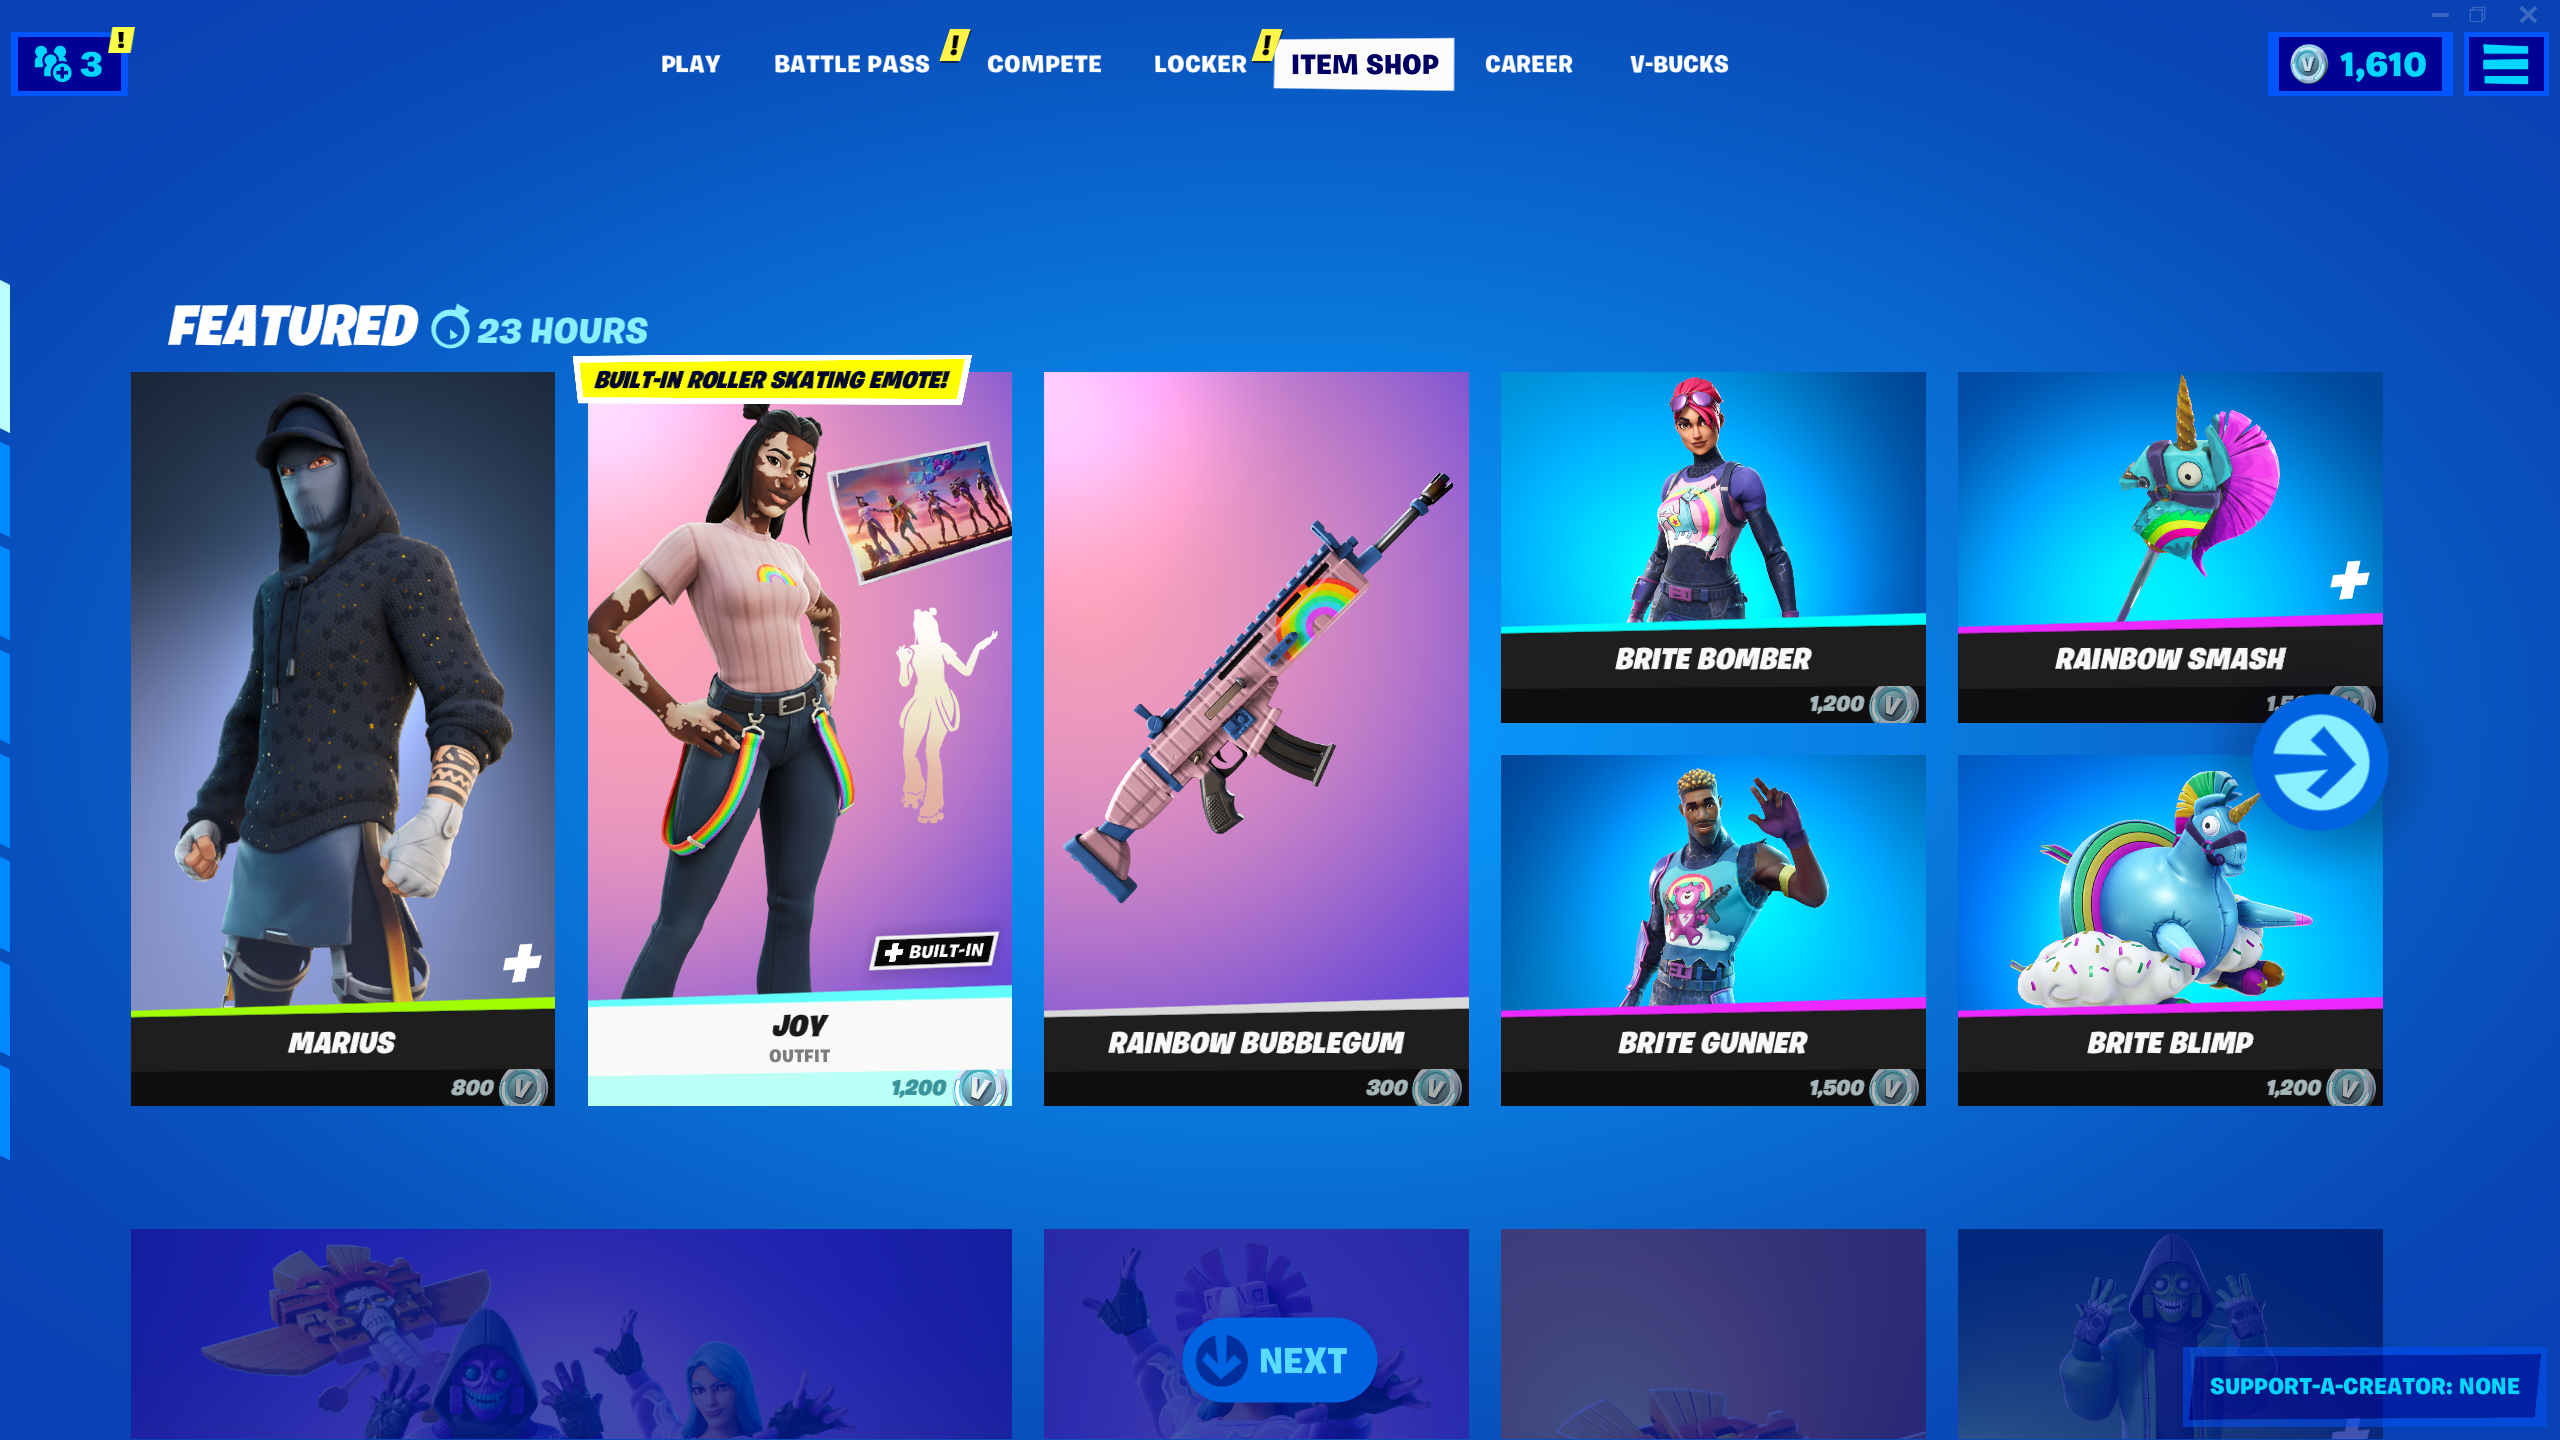 3
!
PLAY
BATTLE PASS
!
COMPETE
LOCKER
!
ITEM SHOP
CAREER
V-BUCKS
V 1,610
FEATURED 23 HOURS
BUILT-IN ROLLER SKATING EMOTE!
+ BUILT-IN
MARIUS
800 V
JOY
OUTFIT
1,200 V
RAINBOW BUBBLEGUM
300 V
BRITE BOMBER
1,200 V
RAINBOW SMASH
BRITE GUNNER
1,500 V
BRITE BLIMP
1,200 V
NEXT
SUPPORT-A-CREATOR: NONE